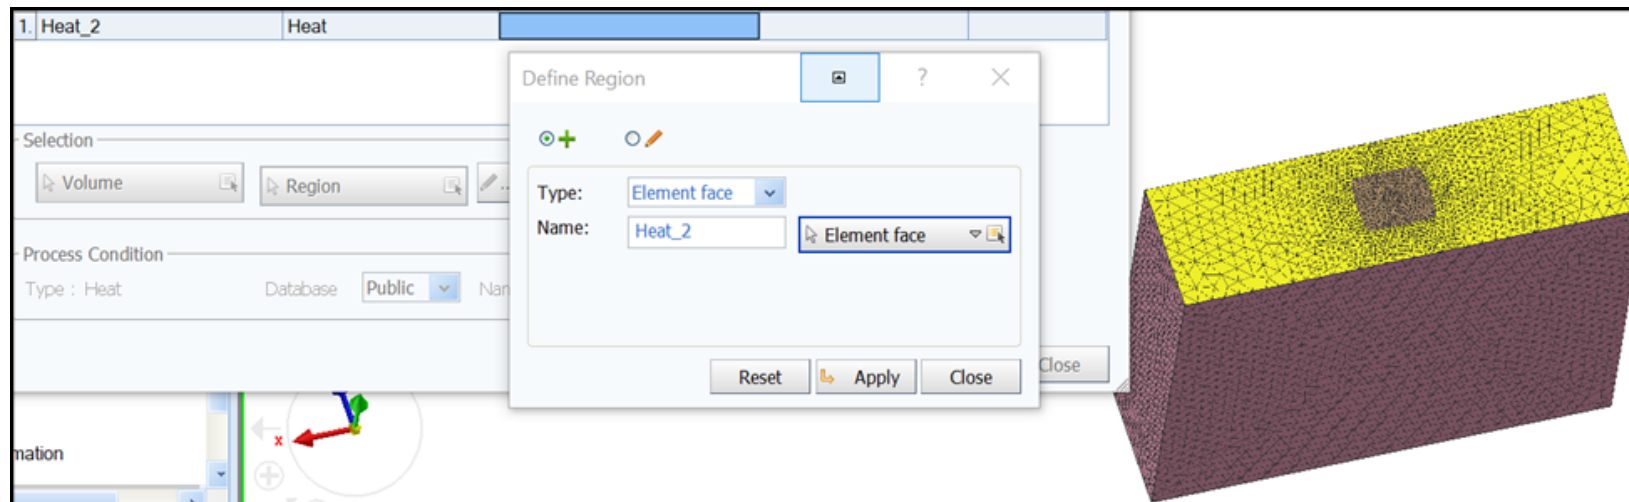 1. Heat_2 Heat
Define Region ?
Selection
Volume Region ..
Type: Element face
Name: Heat_2 Element face
Process Condition
Type : Heat Database Public
Reset Apply Close
Close
x